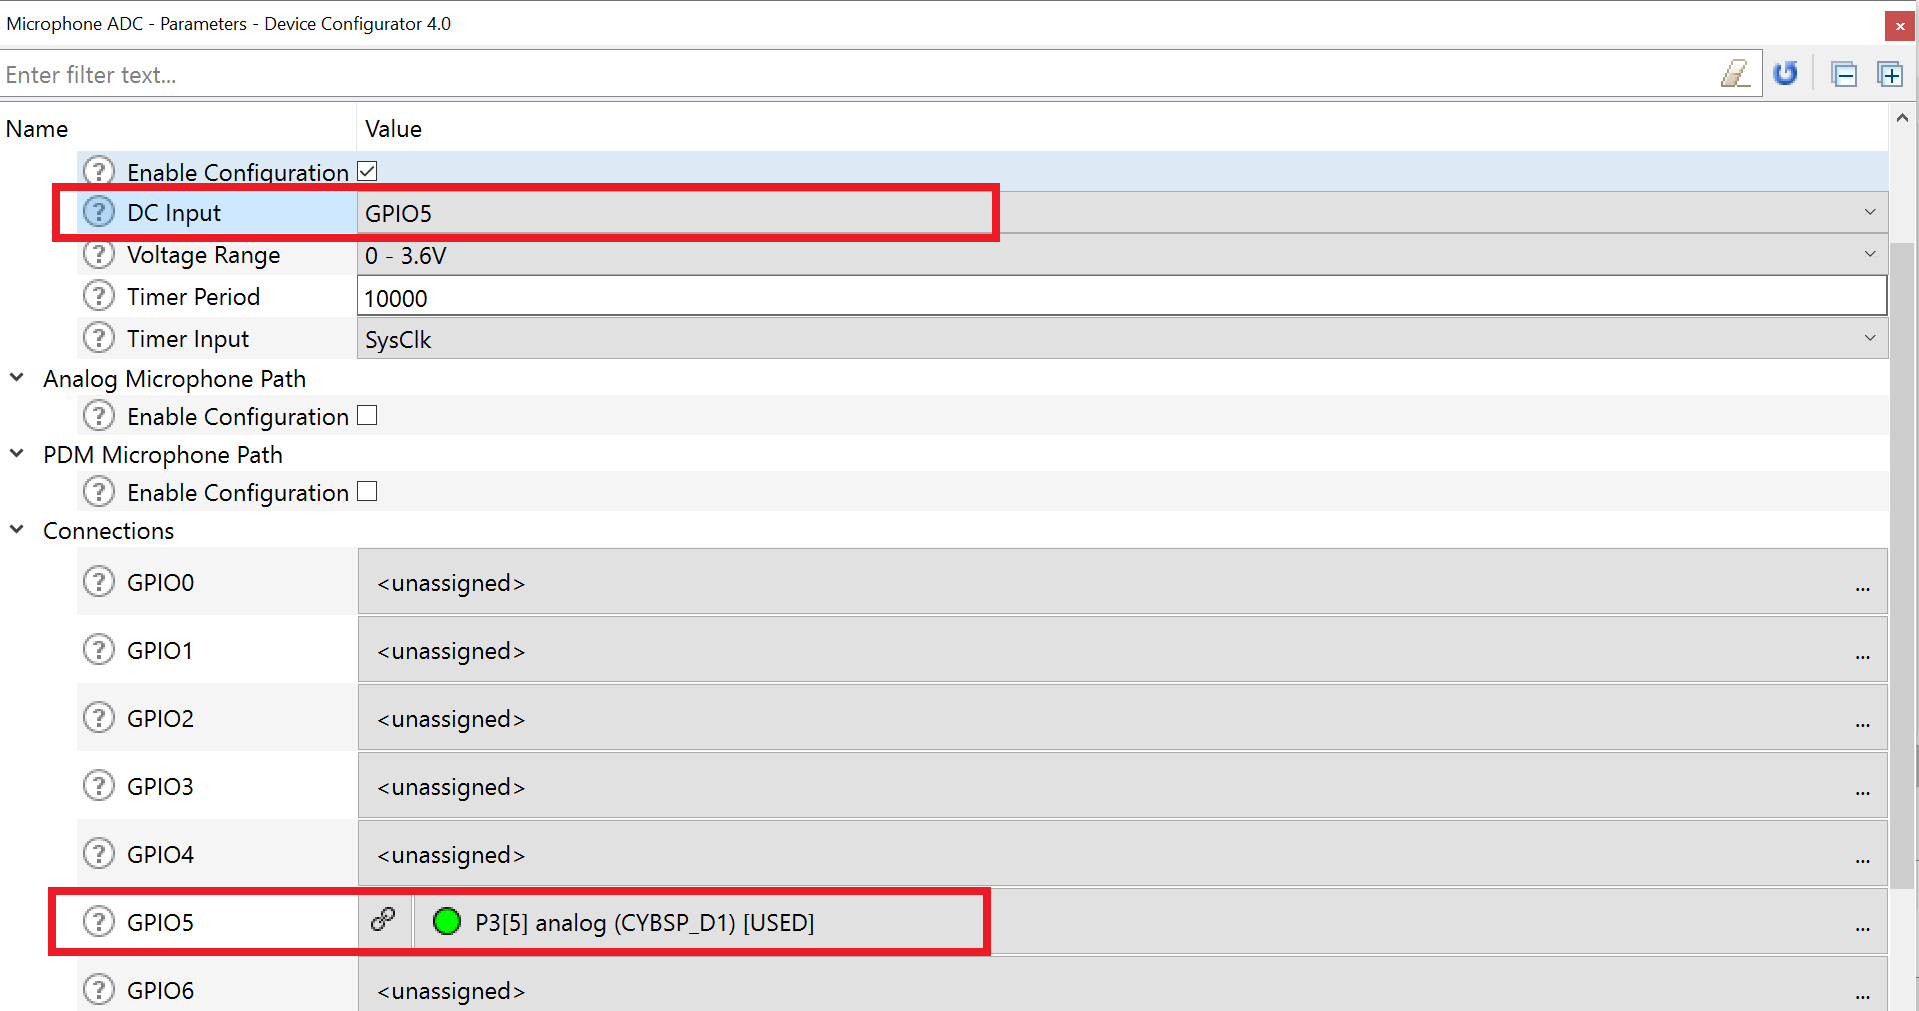 Microphone ADC - Parameters - Device Configurator 4.0
Enter filter text...
Name Value
Enable Configuration
DC Input GPIO5
Voltage Range 0 - 3.6V
Timer Period 10000
Timer Input SysClk
Analog Microphone Path
Enable Configuration
PDM Microphone Path
Enable Configuration
Connections
GPIO0 <unassigned> ...
GPIO1 <unassigned> ...
GPIO2 <unassigned> ...
GPIO3 <unassigned> ...
GPIO4 <unassigned> ...
GPIO5 P3[5] analog (CYBSP_D1) [USED] ...
GPIO6 <unassigned> ...